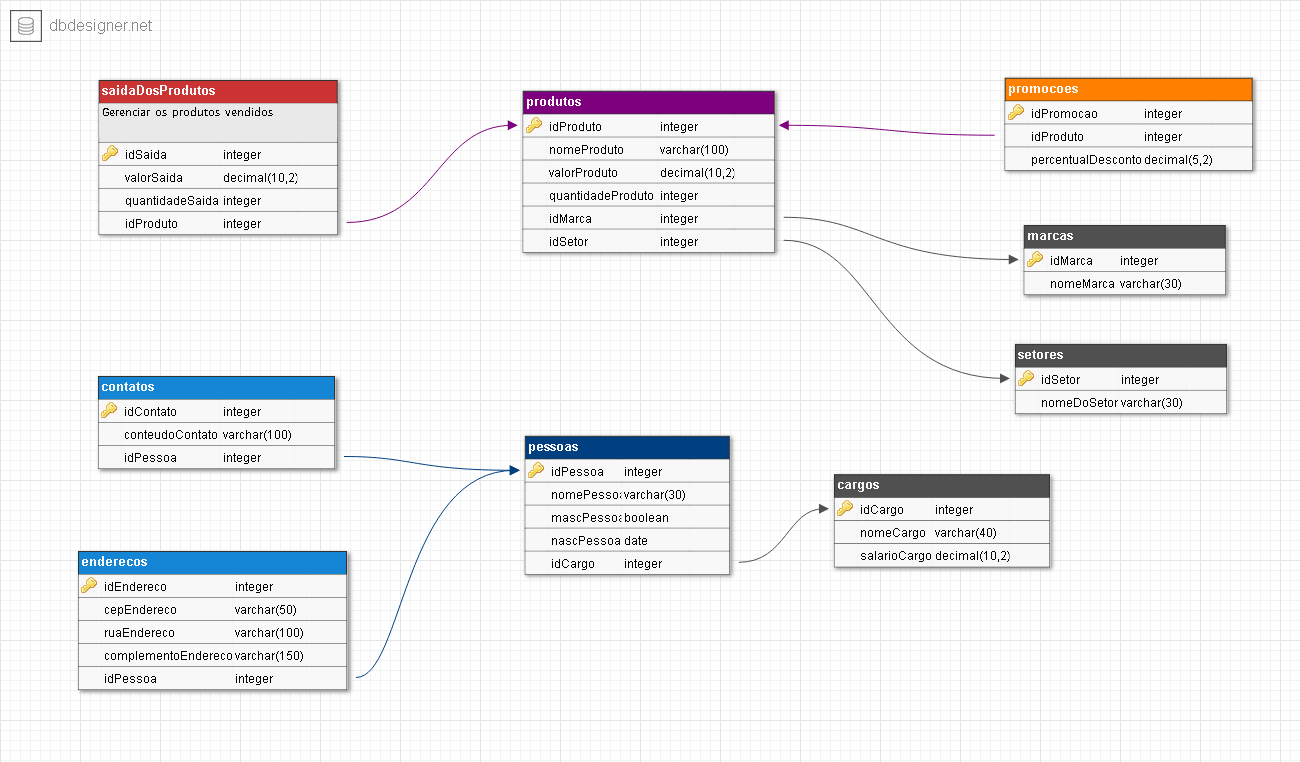 dbdesigner.net
saidaDosProdutos
Gerenciar os produtos vendidos
idSaida integer
valorSaida decimal(10,2)
quantidadeSaida integer
idProduto integer
produtos
idProduto integer
nomeProduto varchar(100)
valorProduto decimal(10,2)
quantidadeProduto integer
idMarca integer
idSetor integer
promocoes
idPromocao integer
idProduto integer
percentualDesconto decimal(5,2)
marcas
idMarca integer
nomeMarca varchar(30)
setores
idSetor integer
nomeDoSetor varchar(30)
contatos
idContato integer
conteudoContato varchar(100)
idPessoa integer
pessoas
idPessoa integer
nomePessoa varchar(30)
mascPessoa boolean
nascPessoa date
idCargo integer
cargos
idCargo integer
nomeCargo varchar(40)
salarioCargo decimal(10,2)
enderecos
idEndereco integer
cepEndereco varchar(50)
ruaEndereco varchar(100)
complementoEndereco varchar(150)
idPessoa integer